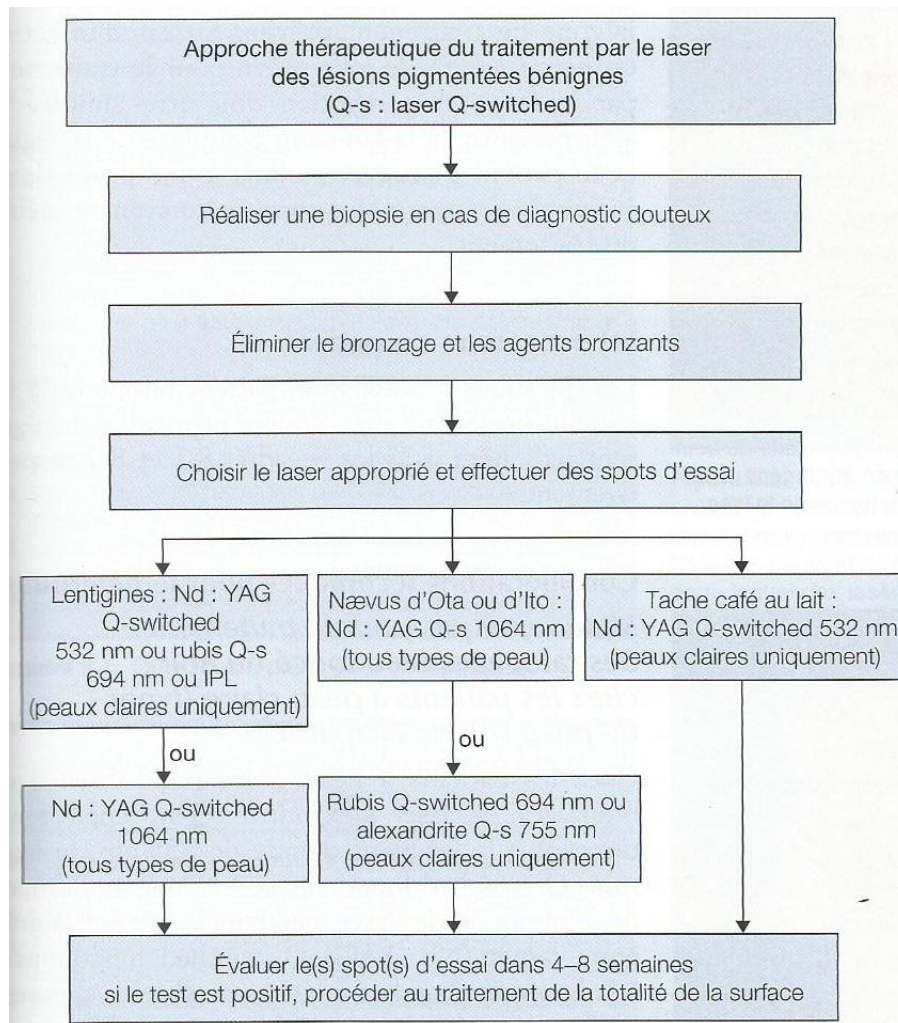 Approche thérapeutique du traitement par le laser
des lésions pigmentées bénignes
(Q-s : laser Q-switched)
Réaliser une biopsie en cas de diagnostic douteux
Éliminer le bronzage et les agents bronzants
Choisir le laser approprié et effectuer des spots d'essai
Lentigines : Nd : YAG
Q-switched
532 nm ou rubis Q-s
694 nm ou IPL
(peaux claires uniquement)
ou
Nd : YAG Q-switched
1064 nm
(tous types de peau)
Nævus d'Ota ou d'Ito :
Nd : YAG Q-s 1064 nm
(tous types de peau)
ou
Rubis Q-switched 694 nm ou
alexandrite Q-s 755 nm
(peaux claires uniquement)
Tache café au lait :
Nd : YAG Q-switched 532 nm
(peaux claires uniquement)
Évaluer le(s) spot(s) d'essai dans 4–8 semaines
si le test est positif, procéder au traitement de la totalité de la surface